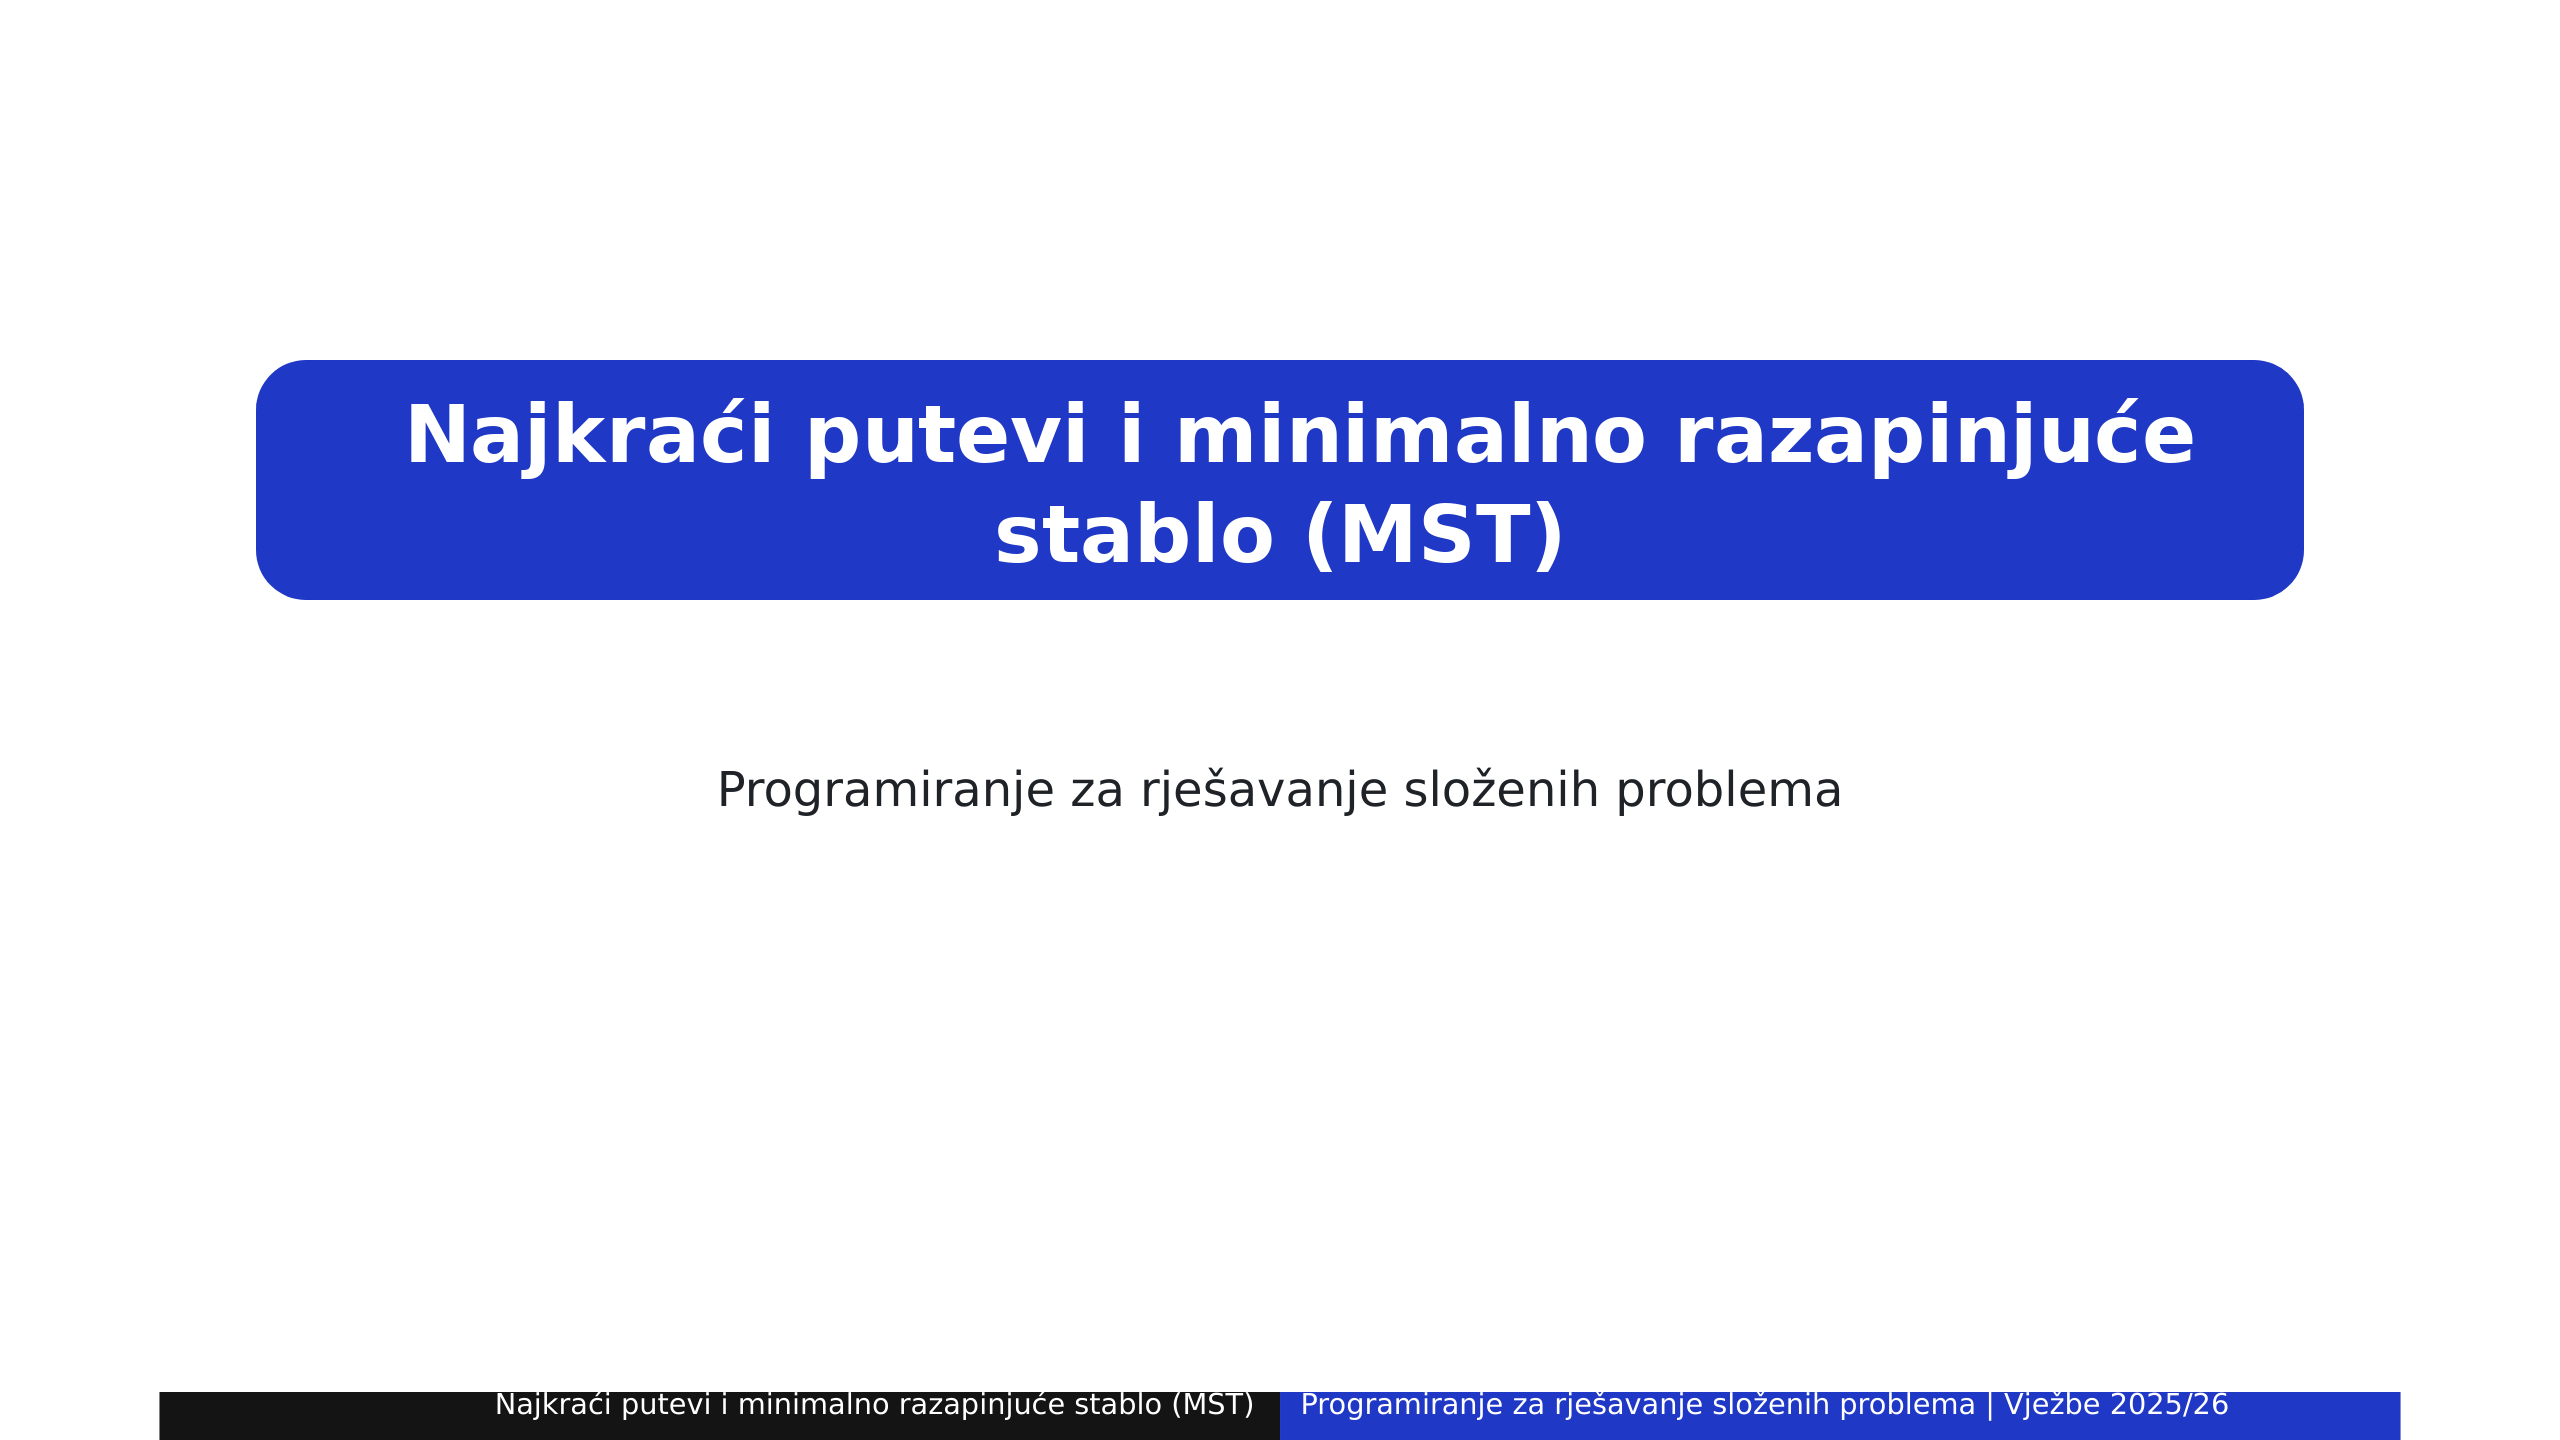 Najkraći putevi i minimalno razapinjuće
stablo (MST)
Programiranje za rješavanje složenih problema
Najkraći putevi i minimalno razapinjuće stablo (MST)
Programiranje za rješavanje složenih problema | Vježbe 2025/26